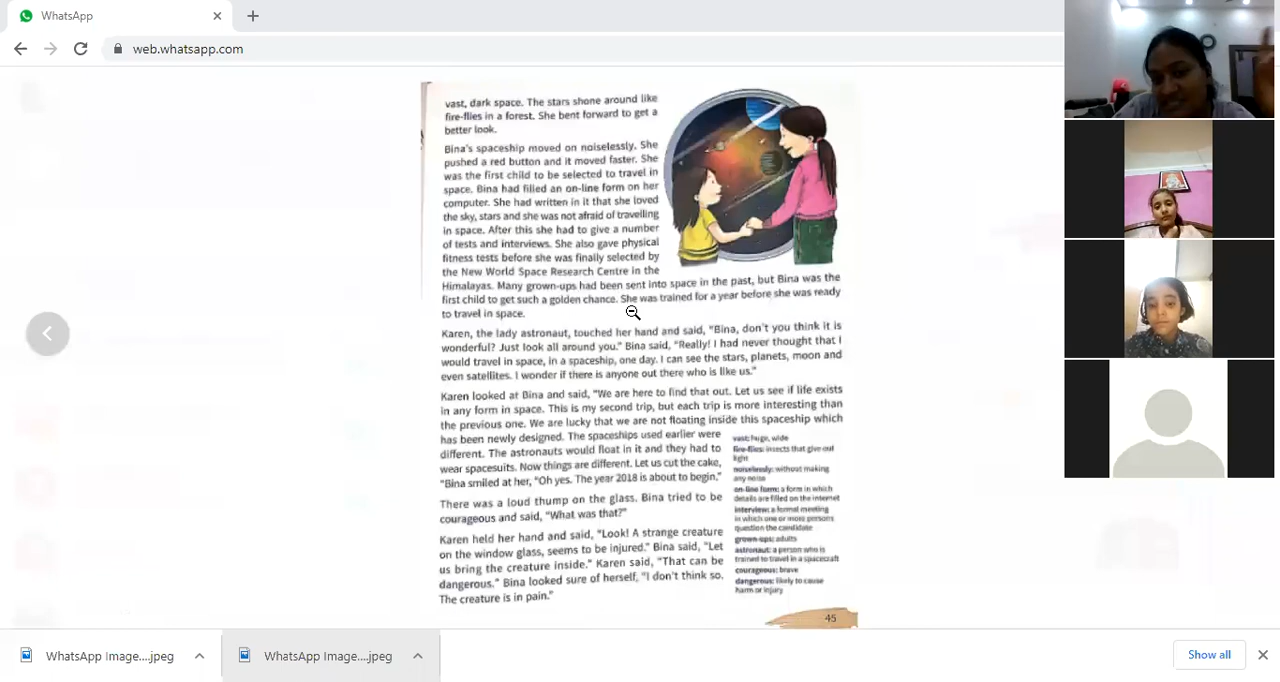 WhatsApp
web.whatsapp.com
vast, dark space. The stars shone around like
fire-flies in a forest. She bent forward to get a
better look.
Bina's spaceship moved on noiselessly. She
pushed a red button and it moved faster. She
was the first child to be selected to travel in
space. Bina had filled an on-line form on her
computer. She had written in it that she loved
the sky, stars and she was not afraid of travelling
in space. After this she had to give a number
of tests and interviews. She also gave physical
fitness tests before she was finally selected by
the New World Space Research Centre in the
Himalayas. Many grown-ups had been sent into space in the past, but Bina was the
first child to get such a golden chance. She was trained for a year before she was ready
to travel in space.
Karen, the lady astronaut, touched her hand and said, "Bina, don't you think it is
wonderful? Just look all around you." Bina said, "Really! I had never thought that I
would travel in space, in a spaceship, one day. I can see the stars, planets, moon and
even satellites. I wonder if there is anyone out there who is like us."
Karen looked at Bina and said, "We are here to find that out. Let us see if life exists
in any form in space. This is my second trip, but each trip is more interesting than
the previous one. We are lucky that we are not floating inside this spaceship which
has been newly designed. The spaceships used earlier were
different. The astronauts would float in it and they had to
wear spacesuits. Now things are different. Let us cut the cake,
"Bina smiled at her, "Oh yes. The year 2018 is about to begin."
There was a loud thump on the glass. Bina tried to be
courageous and said, "What was that?"
Karen held her hand and said, "Look! A strange creature
on the window glass, seems to be injured." Bina said, "Let
us bring the creature inside." Karen said, "That can be
dangerous." Bina looked sure of herself, "I don't think so.
The creature is in pain."
vast: huge, wide
fire-flies: insects that give out
light
noiselessly: without making
any noise
on-line form: a form in which
details are filled on the internet
interview: a formal meeting
in which one or more persons
question the candidate
grown-ups: adults
astronaut: a person who is
trained to travel in a spacecraft
courageous: brave
dangerous: likely to cause
harm or injury
45
WhatsApp Image....jpeg
WhatsApp Image....jpeg
Show all